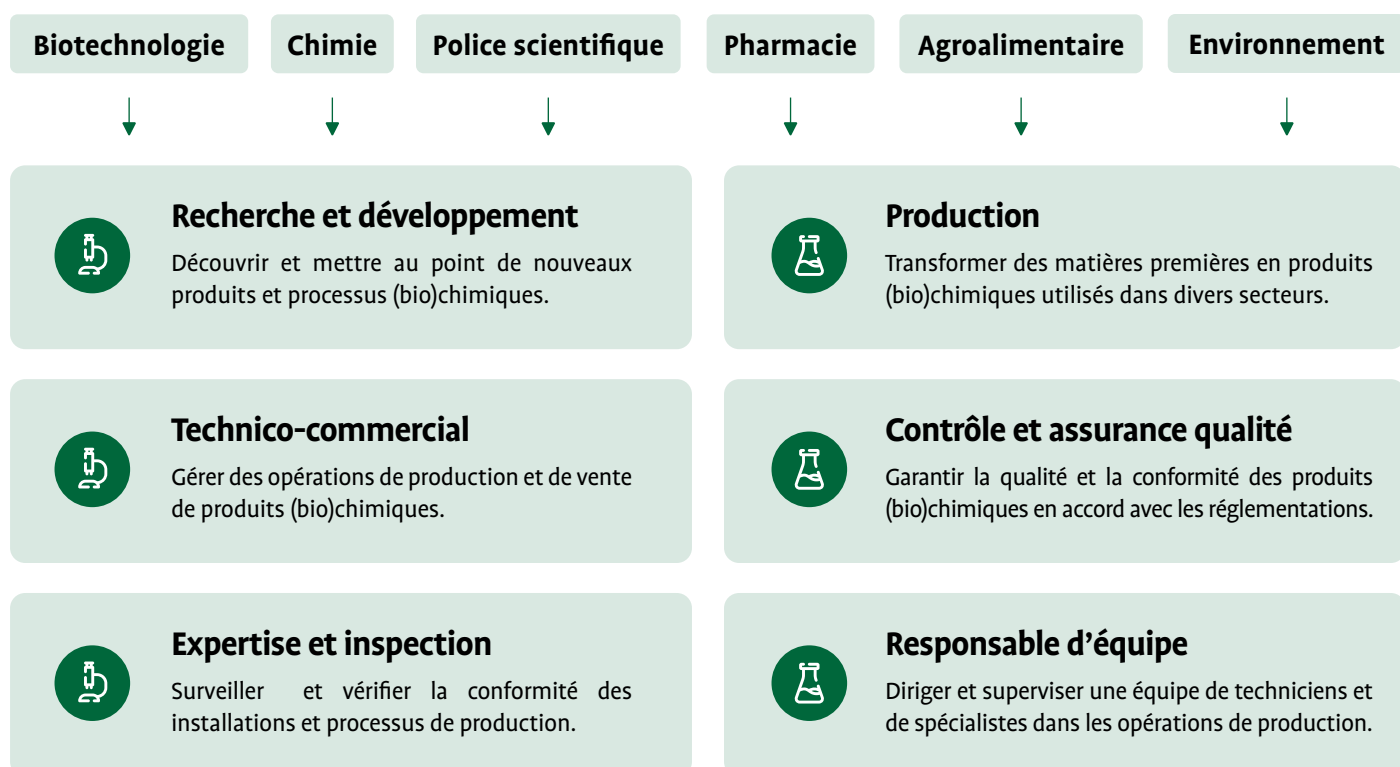 Biotechnologie
Chimie
Police scientifique
Pharmacie
Agroalimentaire
Environnement
Recherche et développement
Découvrir et mettre au point de nouveaux
produits et processus (bio)chimiques.
Production
Transformer des matières premières en produits
(bio)chimiques utilisés dans divers secteurs.
Technico-commercial
Gérer des opérations de production et de vente
de produits (bio)chimiques.
Contrôle et assurance qualité
Garantir la qualité et la conformité des produits
(bio)chimiques en accord avec les réglementations.
Expertise et inspection
Surveiller et vérifier la conformité des
installations et processus de production.
Responsable d’équipe
Diriger et superviser une équipe de techniciens et
de spécialistes dans les opérations de production.